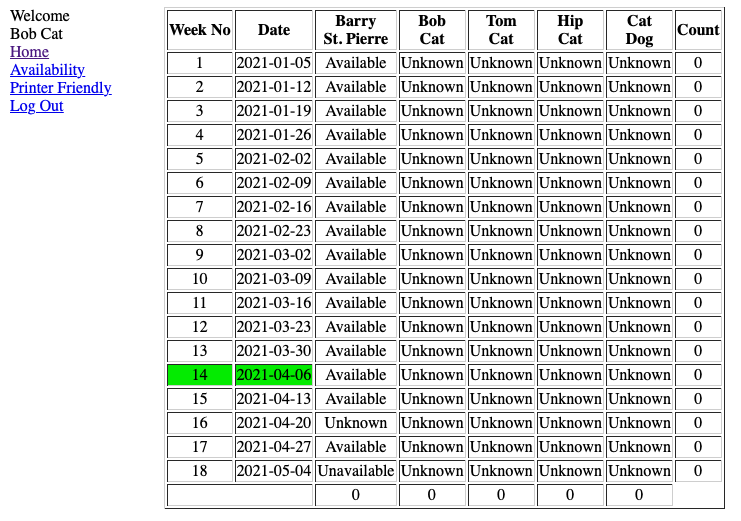 Welcome
Bob Cat
Home
Availability
Printer Friendly
Log Out
Week No Date Barry St. Pierre Bob Cat Tom Cat Hip Cat Cat Dog Count
1 2021-01-05 Available Unknown Unknown Unknown Unknown 0
2 2021-01-12 Available Unknown Unknown Unknown Unknown 0
3 2021-01-19 Available Unknown Unknown Unknown Unknown 0
4 2021-01-26 Available Unknown Unknown Unknown Unknown 0
5 2021-02-02 Available Unknown Unknown Unknown Unknown 0
6 2021-02-09 Available Unknown Unknown Unknown Unknown 0
7 2021-02-16 Available Unknown Unknown Unknown Unknown 0
8 2021-02-23 Available Unknown Unknown Unknown Unknown 0
9 2021-03-02 Available Unknown Unknown Unknown Unknown 0
10 2021-03-09 Available Unknown Unknown Unknown Unknown 0
11 2021-03-16 Available Unknown Unknown Unknown Unknown 0
12 2021-03-23 Available Unknown Unknown Unknown Unknown 0
13 2021-03-30 Available Unknown Unknown Unknown Unknown 0
14 2021-04-06 Available Unknown Unknown Unknown Unknown 0
15 2021-04-13 Available Unknown Unknown Unknown Unknown 0
16 2021-04-20 Unknown Unknown Unknown Unknown Unknown 0
17 2021-04-27 Available Unknown Unknown Unknown Unknown 0
18 2021-05-04 Unavailable Unknown Unknown Unknown Unknown 0
0 0 0 0 0